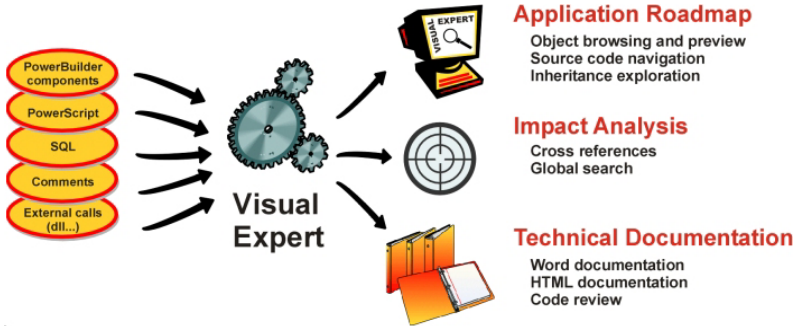 PowerBuilder
components
PowerScript
SQL
Comments
External calls
(dll...)
Visual
Expert
VISUAL
EXPERT
Application Roadmap
Object browsing and preview
Source code navigation
Inheritance exploration
Impact Analysis
Cross references
Global search
Technical Documentation
Word documentation
HTML documentation
Code review